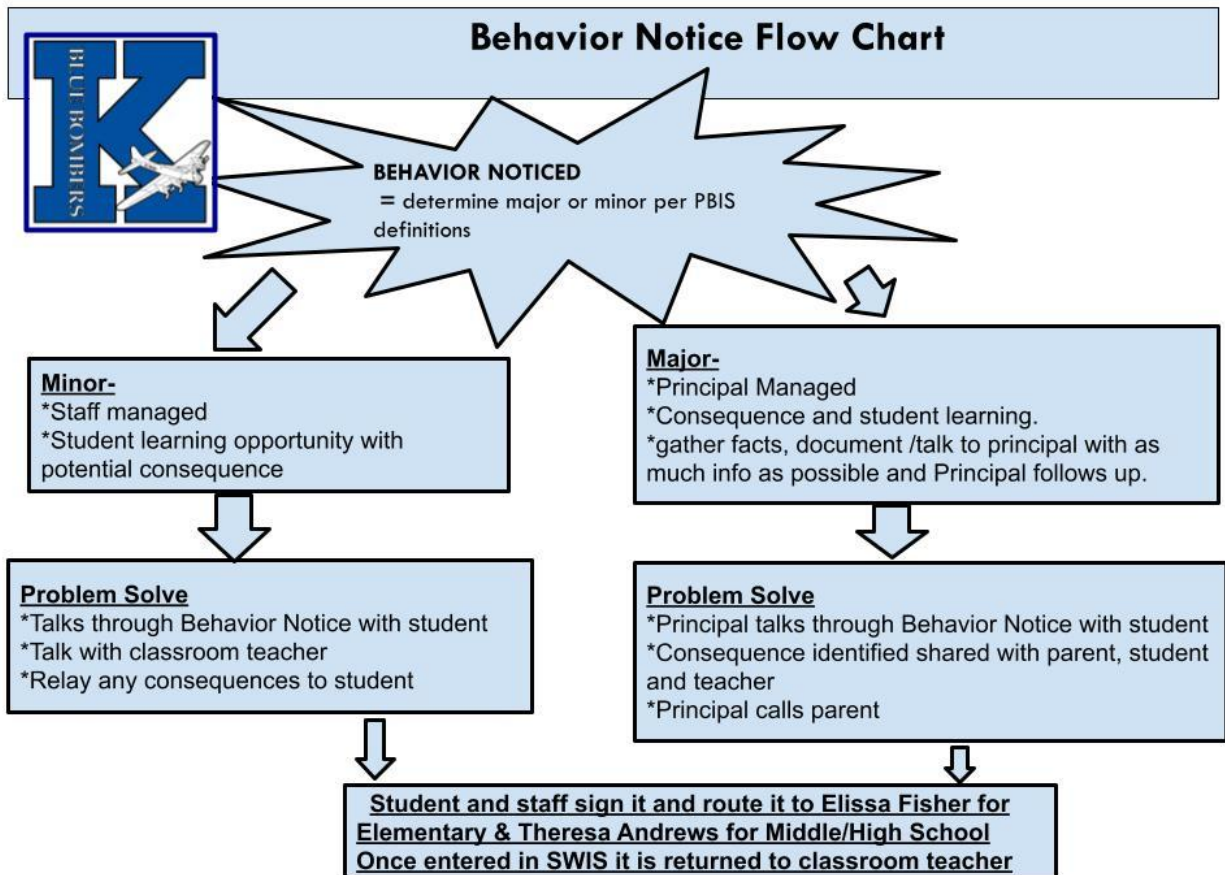 Behavior Notice Flow Chart
BLUE BOMBERS
K
BEHAVIOR NOTICED
= determine major or minor per PBIS
definitions
Minor-
*Staff managed
*Student learning opportunity with
potential consequence
Major-
*Principal Managed
*Consequence and student learning.
*gather facts, document /talk to principal with as
much info as possible and Principal follows up.
Problem Solve
*Talks through Behavior Notice with student
*Talk with classroom teacher
*Relay any consequences to student
Problem Solve
*Principal talks through Behavior Notice with student
*Consequence identified shared with parent, student
and teacher
*Principal calls parent
Student and staff sign it and route it to Elissa Fisher for
Elementary & Theresa Andrews for Middle/High School
Once entered in SWIS it is returned to classroom teacher